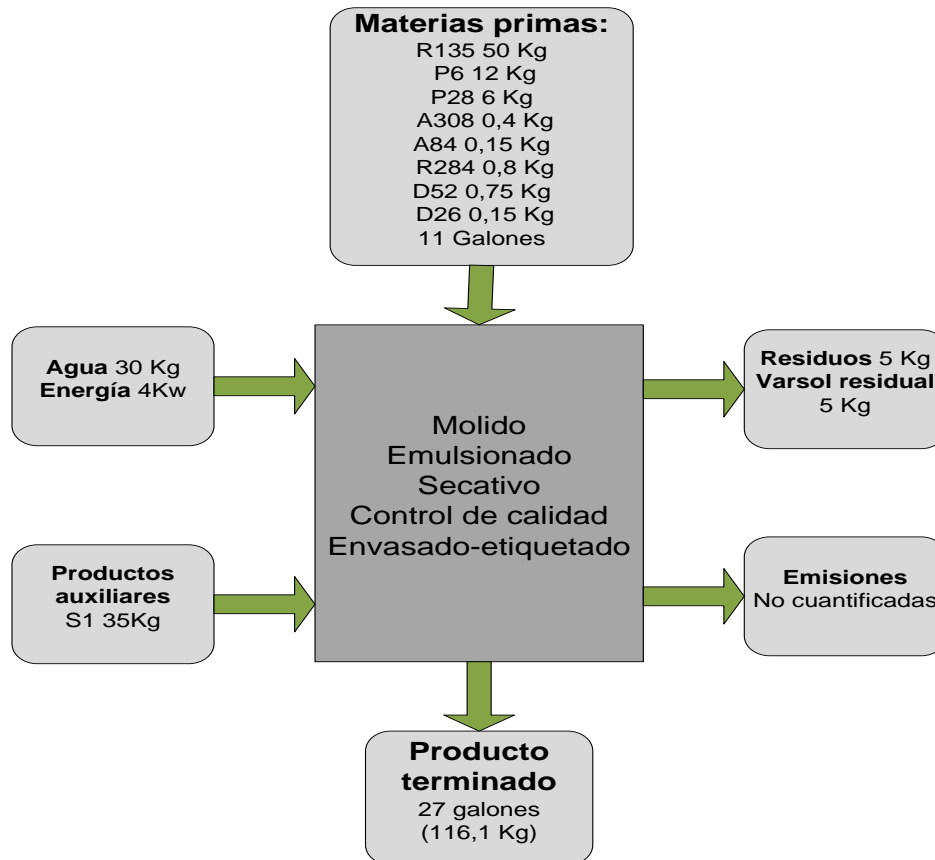 Materias primas:
R135 50 Kg
P6 12 Kg
P28 6 Kg
A308 0,4 Kg
A84 0,15 Kg
R284 0,8 Kg
D52 0,75 Kg
D26 0,15 Kg
11 Galones
Agua 30 Kg
Energía 4Kw
Residuos 5 Kg
Varsol residual
5 Kg
Molido
Emulsionado
Secativo
Control de calidad
Envasado-etiquetado
Productos
auxiliares
S1 35Kg
Emisiones
No cuantificadas
Producto
terminado
27 galones
(116,1 Kg)